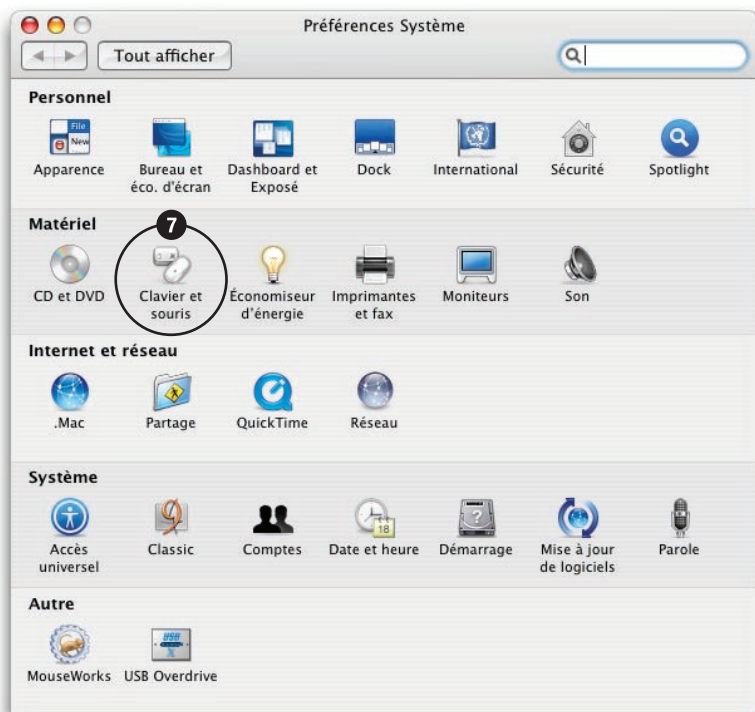 Préférences Système
Tout afficher
Personnel
File
New
Apparence
Bureau et
éco. d'écran
Dashboard et
Exposé
Dock
International
Sécurité
Spotlight
Matériel
7
CD et DVD
Clavier et
souris
Économiseur
d'énergie
Imprimantes
et fax
Moniteurs
Son
Internet et réseau
.Mac
Partage
QuickTime
Réseau
Système
9
?
18
Accès
universel
Classic
Comptes
Date et heure
Démarrage
Mise à jour
de logiciels
Parole
Autre
USB
X
MouseWorks
USB Overdrive